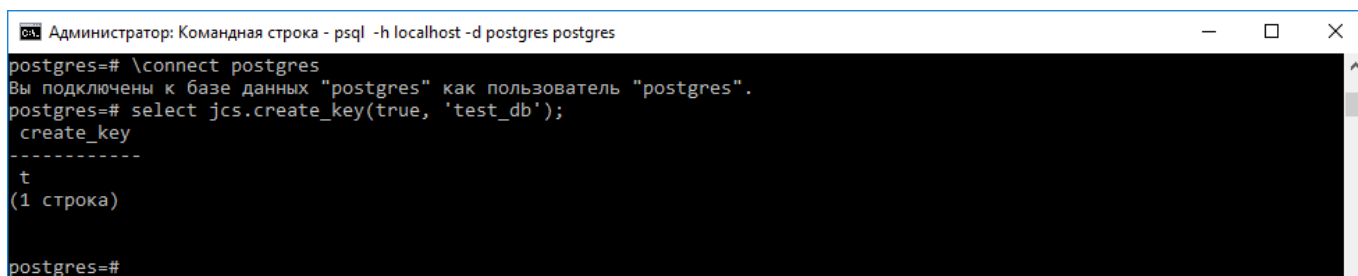 Администратор: Командная строка - psql -h localhost -d postgres postgres
postgres=# \connect postgres
Вы подключены к базе данных "postgres" как пользователь "postgres".
postgres=# select jcs.create_key(true, 'test_db');
create_key
------------
t
(1 строка)
postgres=#